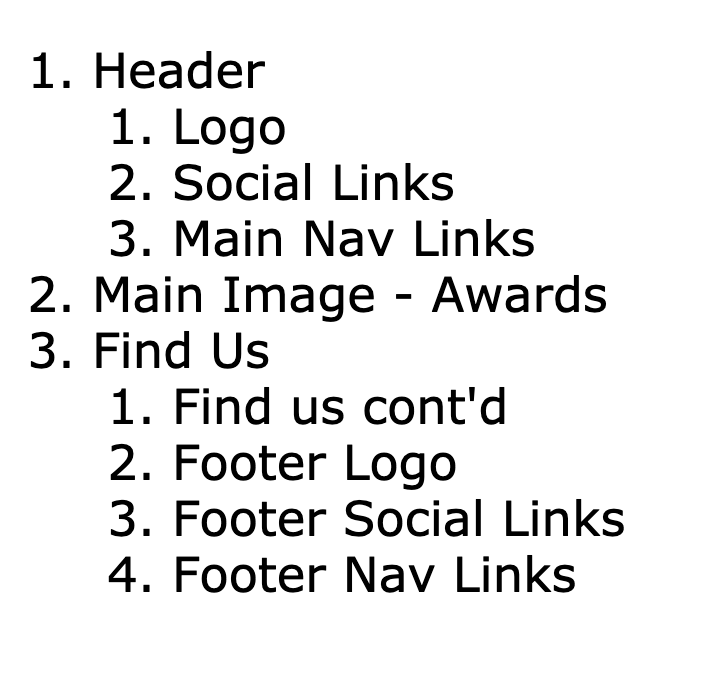 1. Header
1. Logo
2. Social Links
3. Main Nav Links
2. Main Image - Awards
3. Find Us
1. Find us cont'd
2. Footer Logo
3. Footer Social Links
4. Footer Nav Links